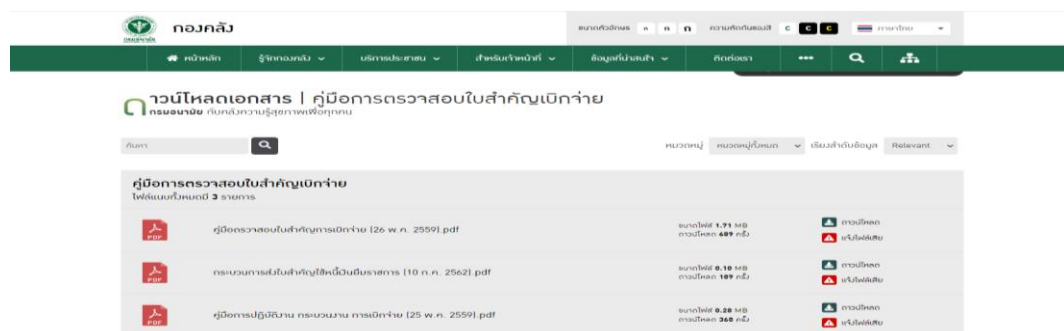 กองคลัง
ขนาดตัวอักษร ก ก ก ความตัดกันของสี C C C ภาษาไทย
หน้าหลัก รู้จักกองคลัง บริการประชาชน สำหรับเจ้าหน้าที่ ข้อมูลที่น่าสนใจ ติดต่อเรา
ดาวน์โหลดเอกสาร | คู่มือการตรวจสอบใบสำคัญเบิกจ่าย
กรมอนามัย กับคลังความรู้สุขภาพเพื่อทุกคน
ค้นหา หมวดหมู่ หมวดหมู่ทั้งหมด เรียงลำดับข้อมูล Relevant
คู่มือการตรวจสอบใบสำคัญเบิกจ่าย
ไฟล์แนบทั้งหมดมี 3 รายการ
PDF คู่มือตรวจสอบใบสำคัญการเบิกจ่าย (26 พ.ค. 2559).pdf ขนาดไฟล์ 1.71 MB ดาวน์โหลด
ดาวน์โหลด 689 ครั้ง แจ้งไฟล์เสีย
PDF กระบวนการส่งใบสำคัญใช้หนี้เงินยืมราชการ (10 ก.ค. 2562).pdf ขนาดไฟล์ 0.10 MB ดาวน์โหลด
ดาวน์โหลด 109 ครั้ง แจ้งไฟล์เสีย
PDF คู่มือการปฏิบัติงาน กระบวนงาน การเบิกจ่าย (25 พ.ค. 2559).pdf ขนาดไฟล์ 0.28 MB ดาวน์โหลด
ดาวน์โหลด 360 ครั้ง แจ้งไฟล์เสีย